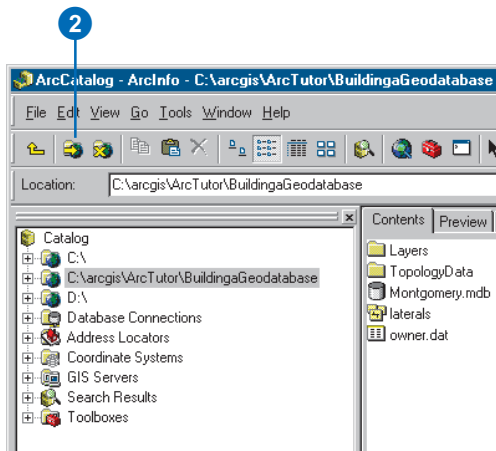 2
ArcCatalog - ArcInfo - C:\arcgis\ArcTutor\BuildingaGeodatabase
File Edit View Go Tools Window Help
Location: C:\arcgis\ArcTutor\BuildingaGeodatabase
Contents Preview
Catalog
C:\
C:\arcgis\ArcTutor\BuildingaGeodatabase
D:\
Database Connections
Address Locators
Coordinate Systems
GIS Servers
Search Results
Toolboxes
Layers
TopologyData
Montgomery.mdb
laterals
owner.dat